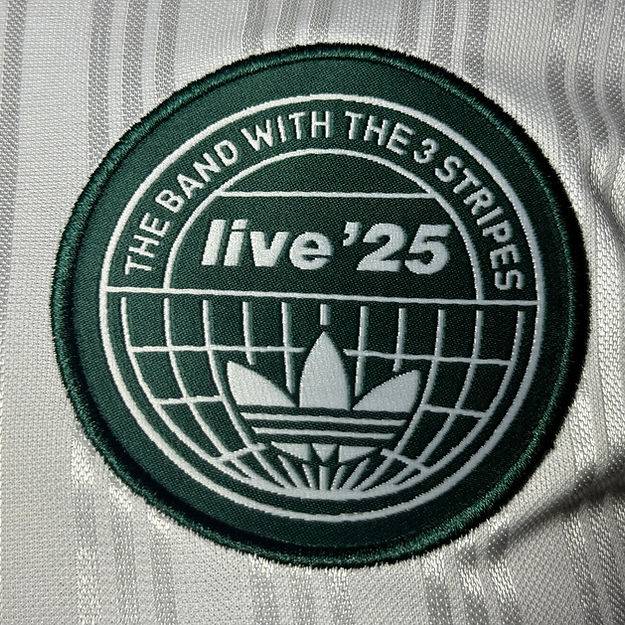 THE BAND WITH THE 3 STRIPES
live '25